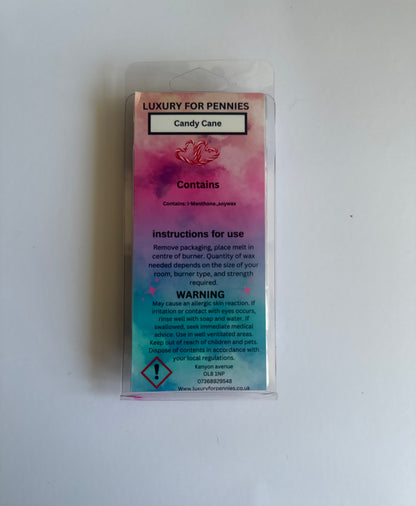 LUXURY FOR PENNIES
Candy Cane
Contains
Contains: l-Menthone.,soywax
instructions for use
Remove packaging, place melt in
centre of burner. Quantity of wax
needed depends on the size of your
room, burner type, and strength
required.
WARNING
May cause an allergic skin reaction. If
irritation or contact with eyes occurs,
rinse well with soap and water. If
swallowed, seek immediate medical
advice. Use in well ventilated areas.
Keep out of reach of children and pets.
Dispose of contents in accordance with
your local regulations.
Kenyon avenue
OL8 1NP
07368929548
Www.luxuryforpennies.co.uk